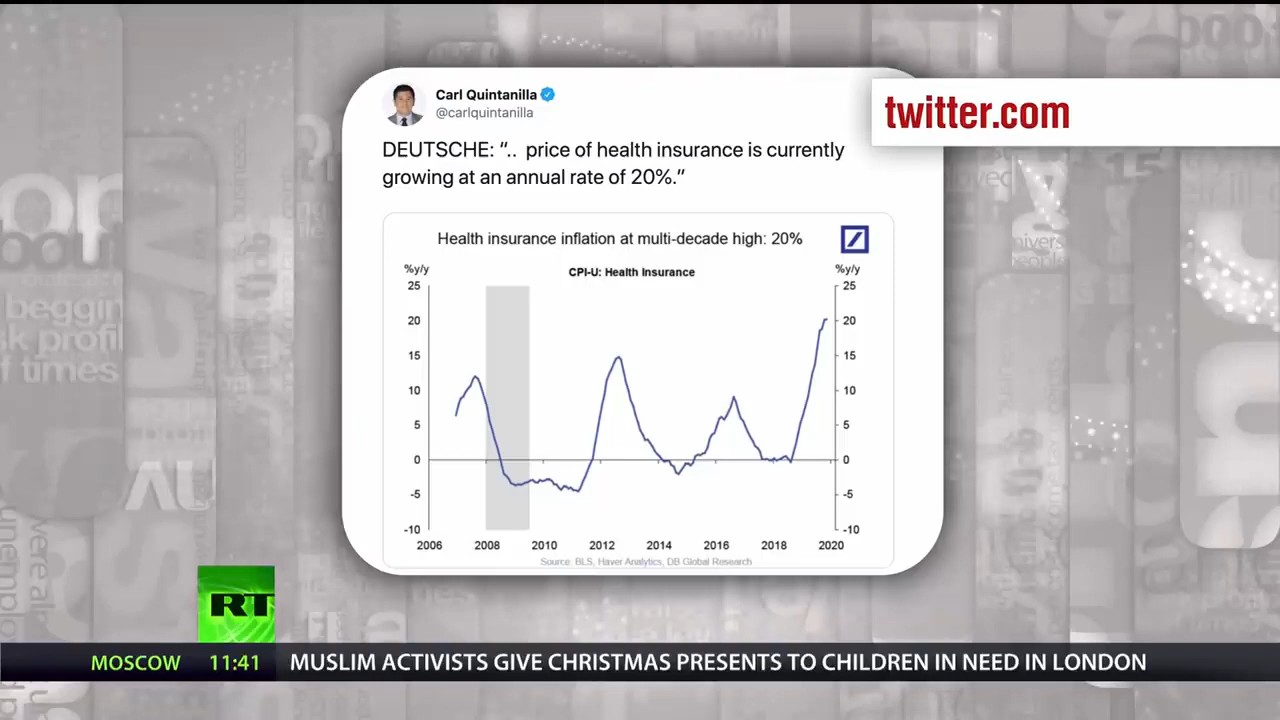 Carl Quintanilla
@carlquintanilla
twitter.com
DEUTSCHE: “.. price of health insurance is currently
growing at an annual rate of 20%.”
Health insurance inflation at multi-decade high: 20%
%y/y
CPI-U: Health Insurance
%y/y
25
25
20
20
15
15
10
10
5
5
0
0
-5
-5
-10
-10
2006 2008 2010 2012 2014 2016 2018 2020
Source: BLS, Haver Analytics, DB Global Research
beggin
sk profil
f times
RT
MOSCOW 11:41 MUSLIM ACTIVISTS GIVE CHRISTMAS PRESENTS TO CHILDREN IN NEED IN LONDON